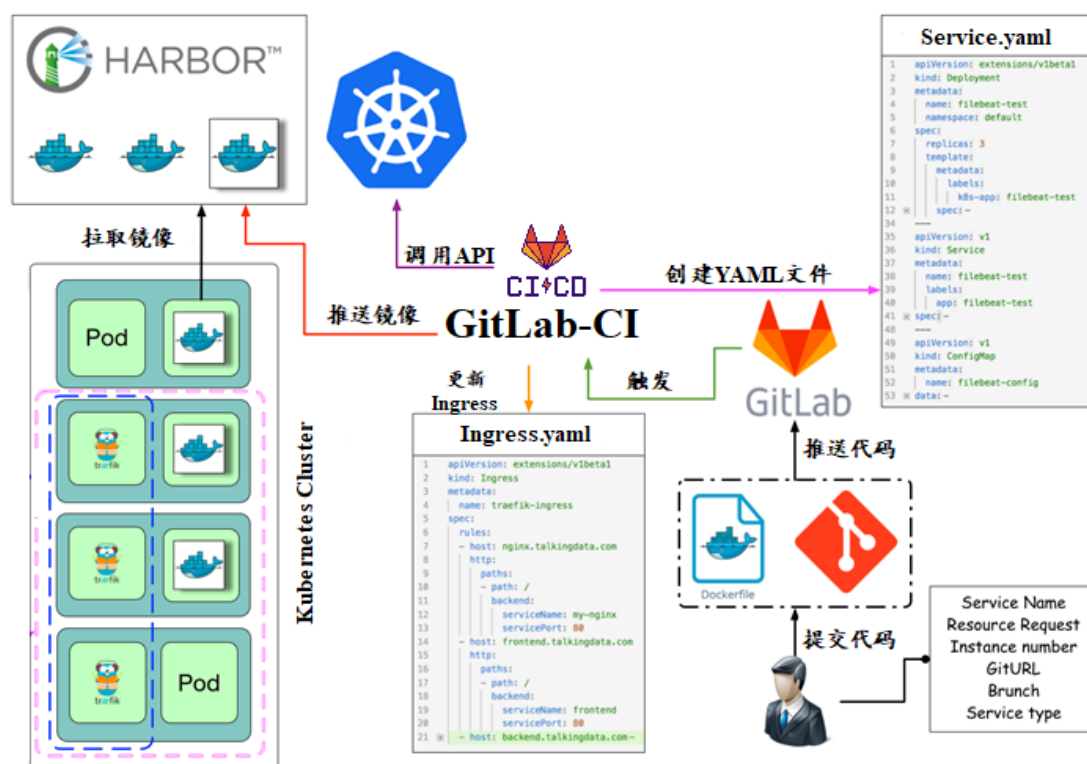 HARBOR™
拉取镜像
Pod
træfik
træfik
træfik
Pod
Kubernetes Cluster
调用API
推送镜像
CI CD
GitLab-CI
创建YAML文件
更新
Ingress
触发
GitLab
推送代码
Dockerfile
提交代码
Service Name
Resource Request
Instance number
GitURL
Brunch
Service type
Service.yaml
1 apiVersion: extensions/v1beta1
2 kind: Deployment
3 metadata:
4 name: filebeat-test
5 namespace: default
6 spec:
7 replicas: 3
8 template:
9 metadata:
10 labels:
11 k8s-app: filebeat-test
12 spec:
34 ---
35 apiVersion: v1
36 kind: Service
37 metadata:
38 name: filebeat-test
39 labels:
40 app: filebeat-test
41 spec:
48 ---
49 apiVersion: v1
50 kind: ConfigMap
51 metadata:
52 name: filebeat-config
53 data:
Ingress.yaml
1 apiVersion: extensions/v1beta1
2 kind: Ingress
3 metadata:
4 name: traefik-ingress
5 spec:
6 rules:
7 - host: nginx.talkingdata.com
8 http:
9 paths:
10 - path: /
11 backend:
12 serviceName: my-nginx
13 servicePort: 80
14 - host: frontend.talkingdata.com
15 http:
16 paths:
17 - path: /
18 backend:
19 serviceName: frontend
20 servicePort: 80
21 - host: backend.talkingdata.com